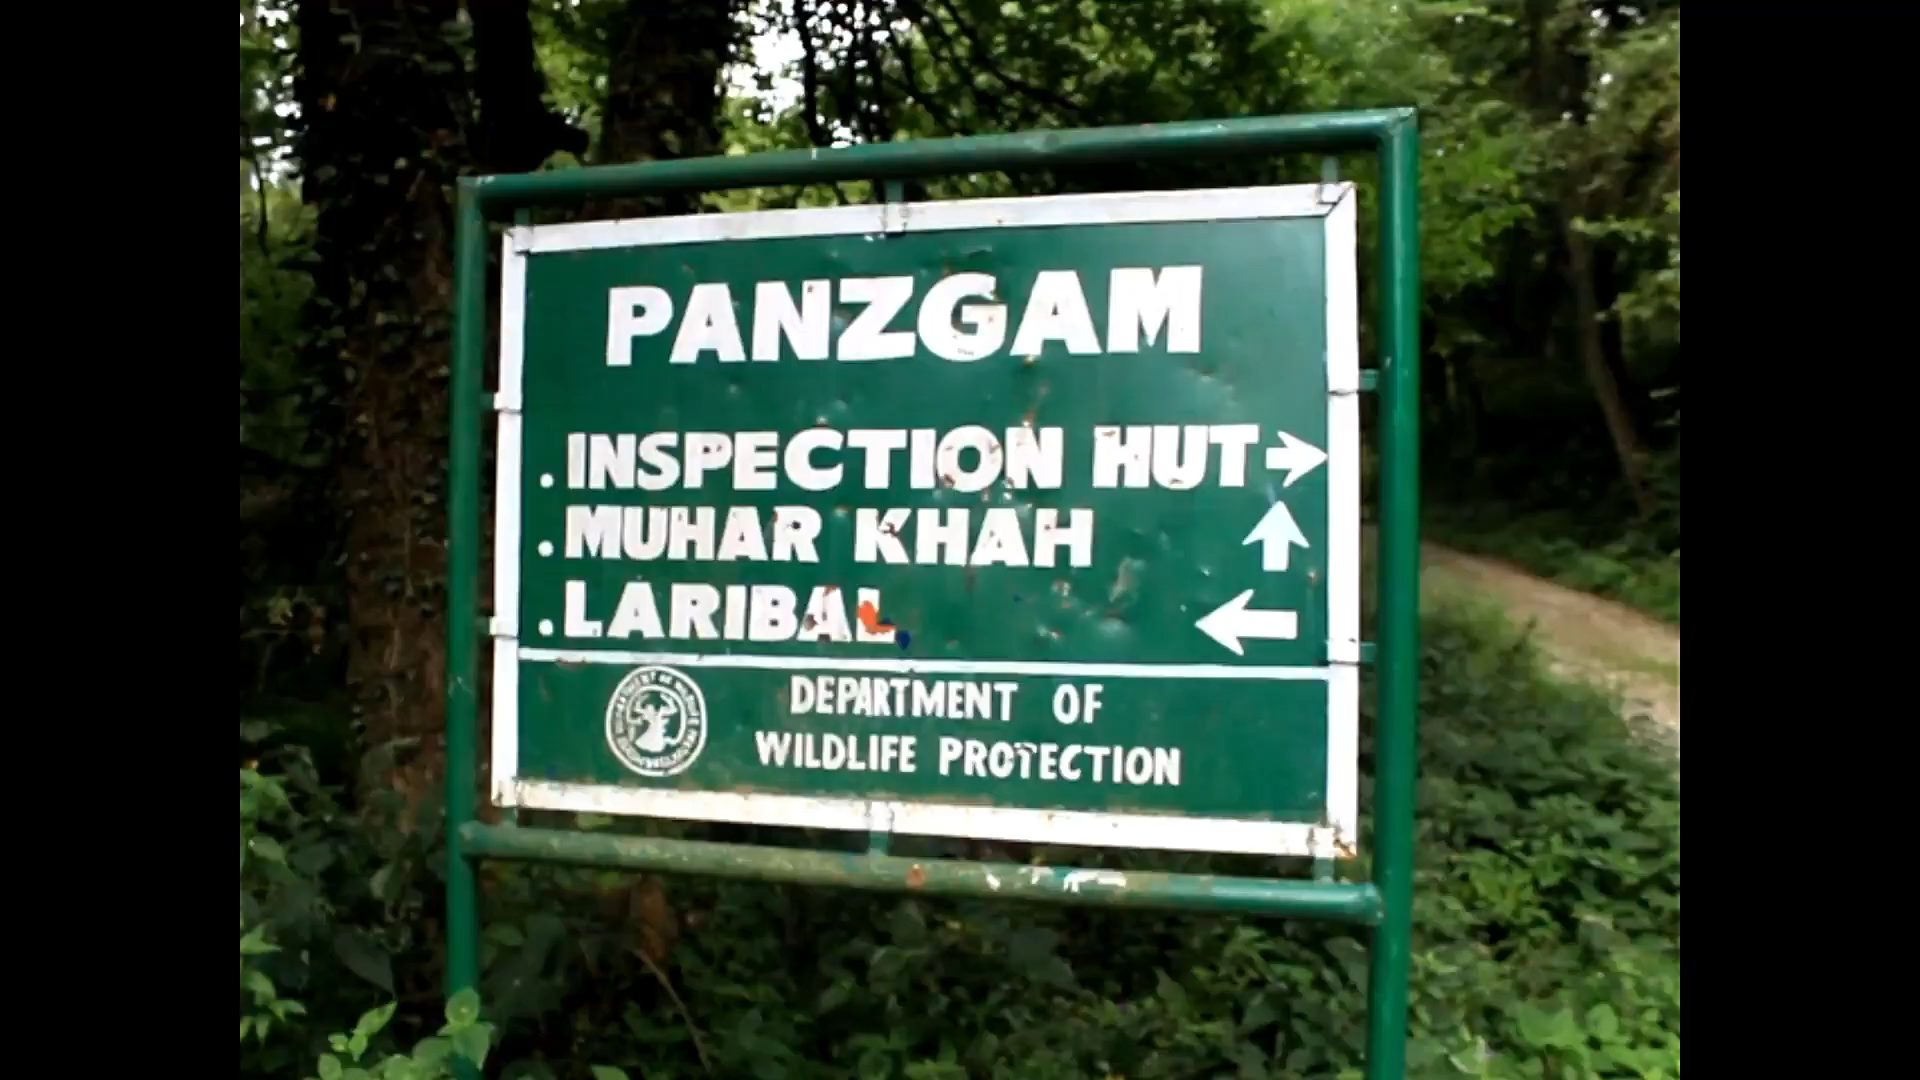 PANZGAM
. INSPECTION HUT →
. MUHAR KHAH ↑
. LARIBAL ←
DEPARTMENT OF
WILDLIFE PROTECTION